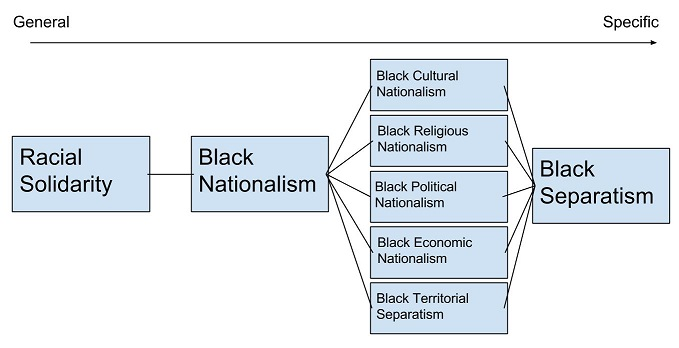 General
Specific
Racial
Solidarity
Black
Nationalism
Black Cultural
Nationalism
Black Religious
Nationalism
Black Political
Nationalism
Black Economic
Nationalism
Black Territorial
Separatism
Black
Separatism